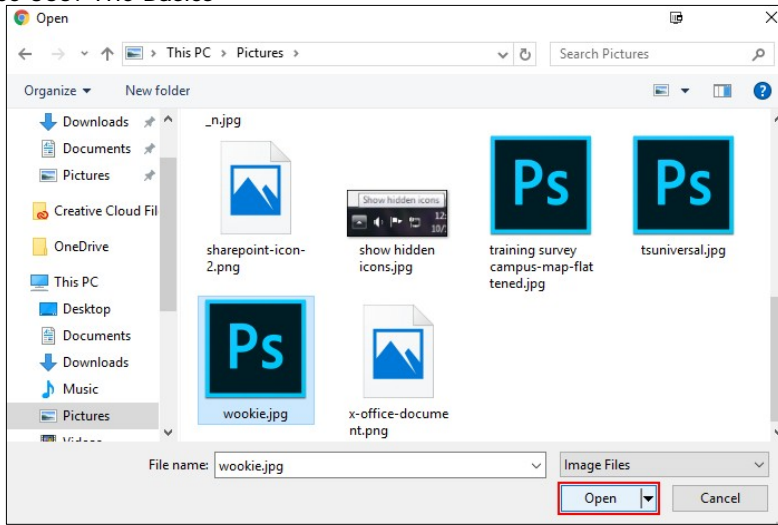 Open
This PC > Pictures >
Search Pictures
Organize
New folder
?
Downloads
Documents
Pictures
Creative Cloud Fil
OneDrive
This PC
Desktop
Documents
Downloads
Music
Pictures
_n.jpg
sharepoint-icon-
2.png
Show hidden icons
12:
10/
show hidden
icons.jpg
Ps
training survey
campus-map-flat
tened.jpg
Ps
tsuniversal.jpg
Ps
wookie.jpg
x-office-docume
nt.png
File name: wookie.jpg
Image Files
Open
Cancel